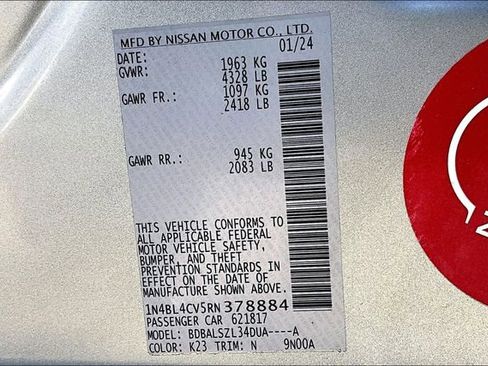 MFD BY NISSAN MOTOR CO., LTD.
DATE: 01/24
GVWR: 1963 KG
4328 LB
GAWR FR.: 1097 KG
2418 LB
GAWR RR.: 945 KG
2083 LB
THIS VEHICLE CONFORMS TO
ALL APPLICABLE FEDERAL
MOTOR VEHICLE SAFETY,
BUMPER, AND THEFT
PREVENTION STANDARDS IN
EFFECT ON THE DATE OF
MANUFACTURE SHOWN ABOVE.
1N4BL4CV5RN378884
PASSENGER CAR 621817
MODEL: BDBALSZL34DUA----A
COLOR: K23 TRIM: N 9N00A